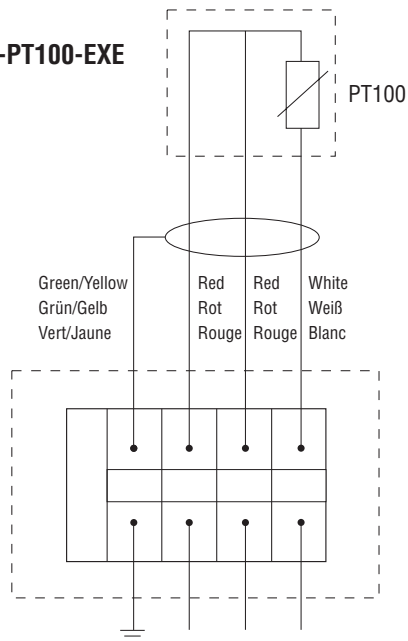 -PT100-EXE
PT100
Green/Yellow
Grün/Gelb
Vert/Jaune
Red
Rot
Rouge
Red
Rot
Rouge
White
Weiß
Blanc